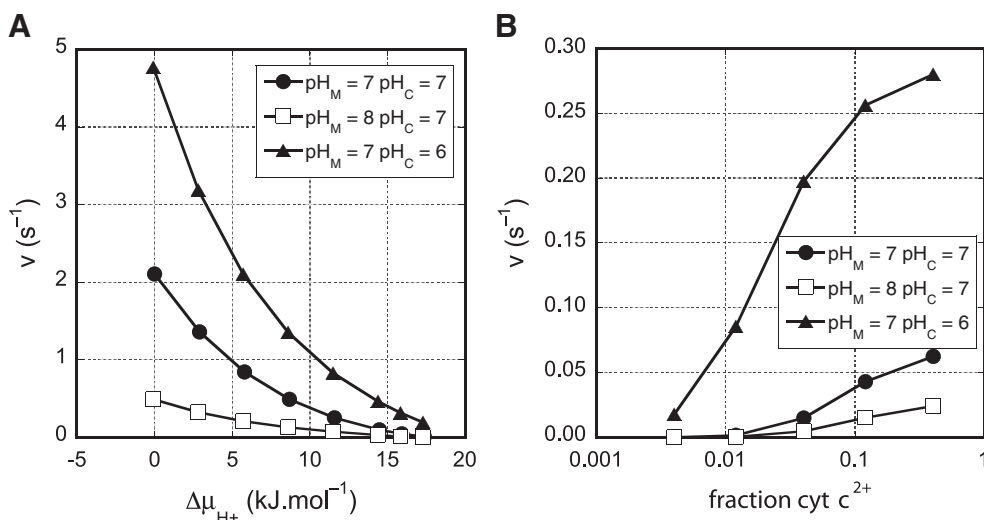 A
5
4
3
2
1
0
v (s⁻¹)
pH_M = 7 pH_C = 7
pH_M = 8 pH_C = 7
pH_M = 7 pH_C = 6
-5 0 5 10 15 20
Δμ_H+ (kJ.mol⁻¹)
B
0.30
0.25
0.20
0.15
0.10
0.05
0.00
v (s⁻¹)
pH_M = 7 pH_C = 7
pH_M = 8 pH_C = 7
pH_M = 7 pH_C = 6
0.001 0.01 0.1 1
fraction cyt c²⁺